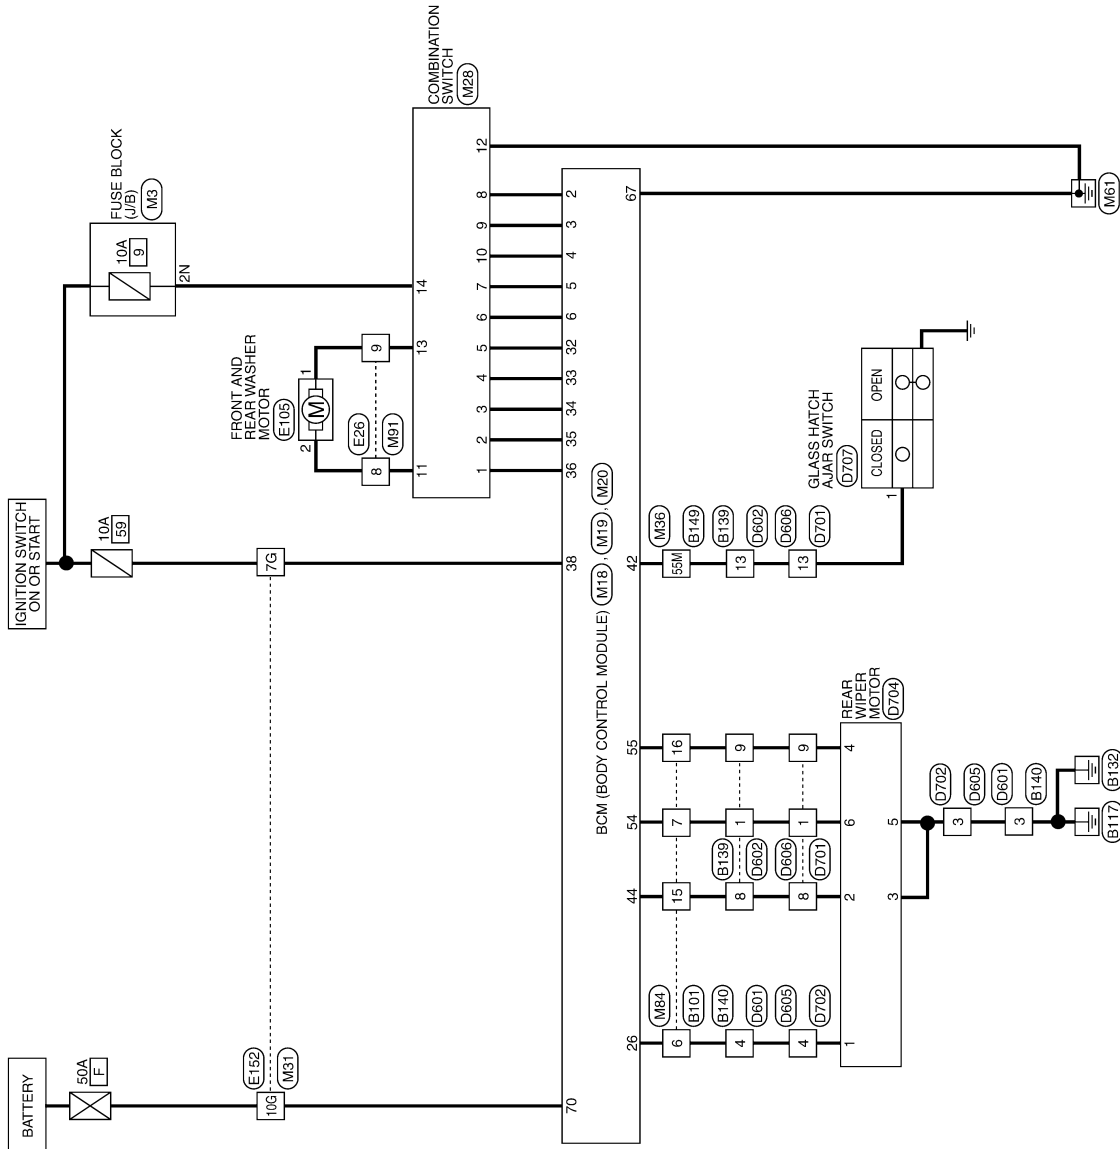 BATTERY
50A
F
E152
10G
M31
IGNITION SWITCH
ON OR START
10A
59
7G
FUSE BLOCK
(J/B)
M3
10A
9
2N
FRONT AND
REAR WASHER
MOTOR
E105
2
M
1
E26
8
9
M91
COMBINATION
SWITCH
M28
11
13
14
1
2
3
4
5
6
7
10
9
8
12
70
38
36
35
34
33
32
6
5
4
3
2
BCM (BODY CONTROL MODULE) M18 , M19 , M20
26
44
54
55
42
67
M84
6
15
7
16
B101
B140
4
D601
D605
4
D702
B139
8
1
9
D602
D606
8
1
9
D701
M36
55M
B149
B139
13
D602
D606
13
D701
REAR
WIPER
MOTOR
D704
1
2
6
4
3
5
D702
3
D605
D601
3
B140
B117
B132
GLASS HATCH
AJAR SWITCH
D707
1
CLOSED
OPEN
M61